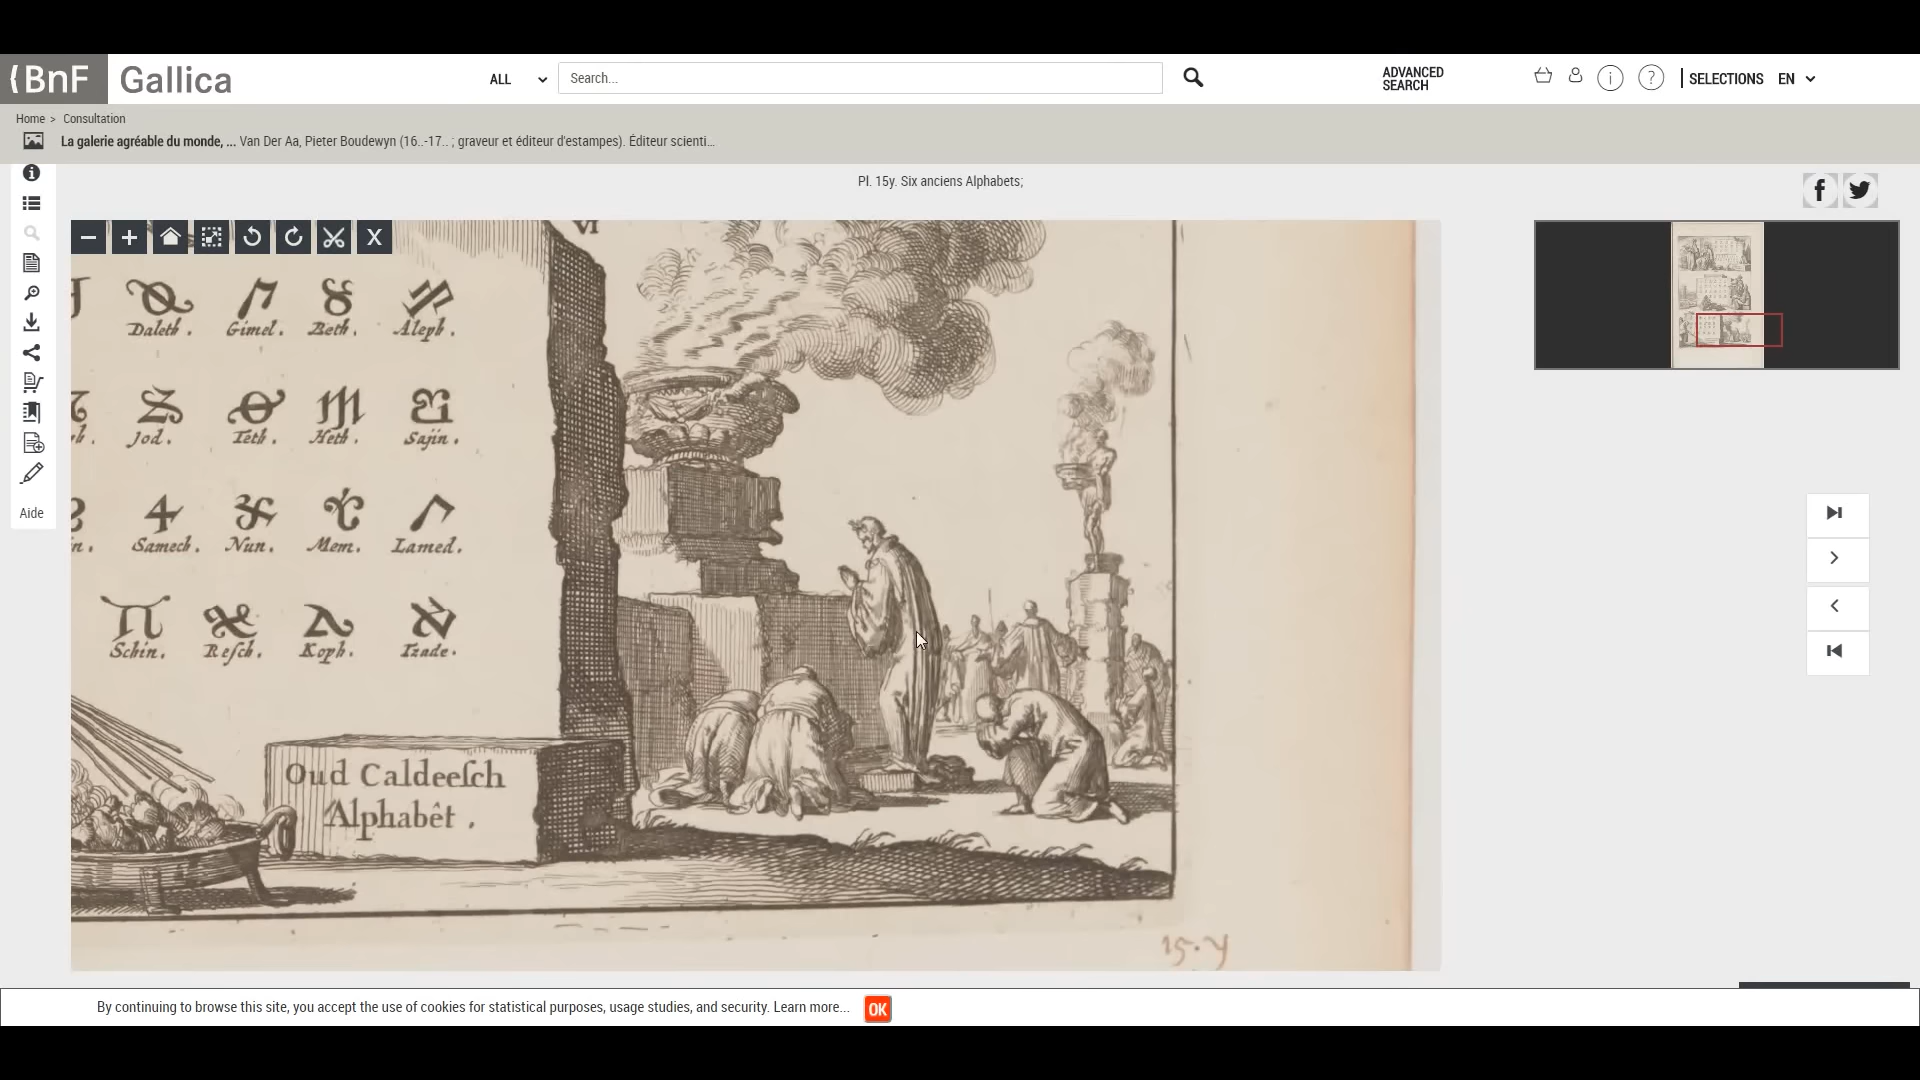 BnF Gallica
ALL
Search...
ADVANCED
SEARCH
SELECTIONS
EN
Home > Consultation
La galerie agréable du monde, ... Van Der Aa, Pieter Boudewyn (16..-17.. ; graveur et éditeur d'estampes). Éditeur scienti...
Pl. 15y. Six anciens Alphabets;
VI
Daleth. Gimel. Beth. Aleph.
Jod. Teth. Heth. Sajin.
Samech. Nun. Mem. Lamed.
Schin. Reſch. Koph. Tzade.
Oud Caldeeſch
Alphabêt.
15.y
Aide
By continuing to browse this site, you accept the use of cookies for statistical purposes, usage studies, and security. Learn more...
OK